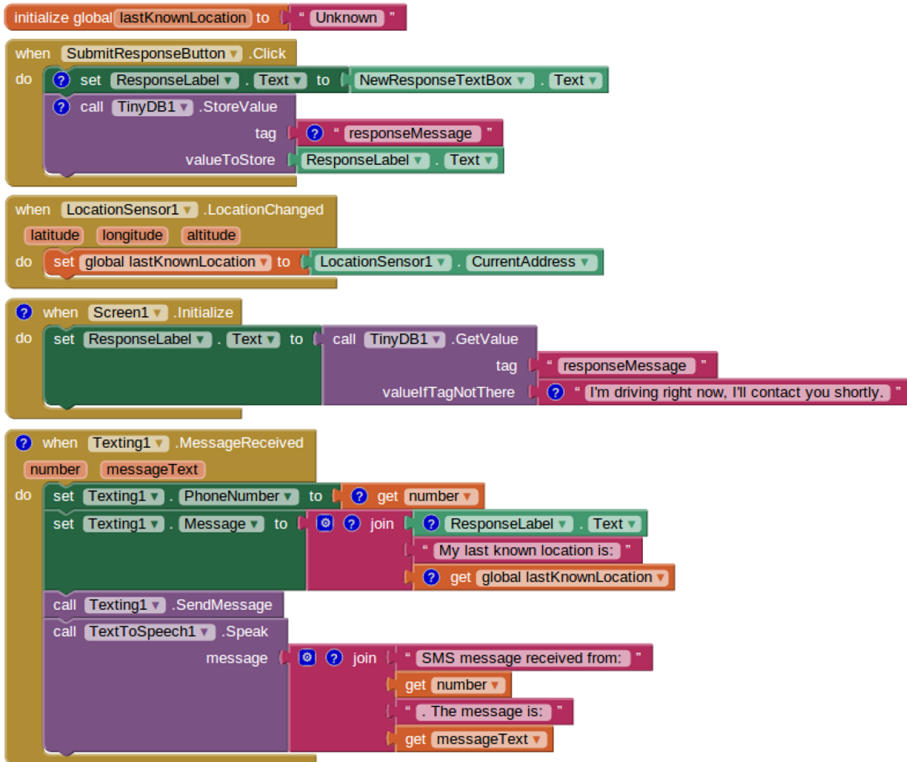 initialize global lastKnownLocation to " Unknown "
when SubmitResponseButton .Click
do ? set ResponseLabel . Text to NewResponseTextBox . Text
? call TinyDB1 .StoreValue
tag ? " responseMessage "
valueToStore ResponseLabel . Text
when LocationSensor1 .LocationChanged
latitude longitude altitude
do set global lastKnownLocation to LocationSensor1 . CurrentAddress
? when Screen1 .Initialize
do set ResponseLabel . Text to call TinyDB1 .GetValue
tag " responseMessage "
valueIfTagNotThere ? " I'm driving right now, I'll contact you shortly. "
? when Texting1 .MessageReceived
number messageText
do set Texting1 . PhoneNumber to ? get number
set Texting1 . Message to ? join ? ResponseLabel . Text
" My last known location is: "
? get global lastKnownLocation
call Texting1 .SendMessage
call TextToSpeech1 .Speak
message ? join " SMS message received from: "
get number
" . The message is: "
get messageText